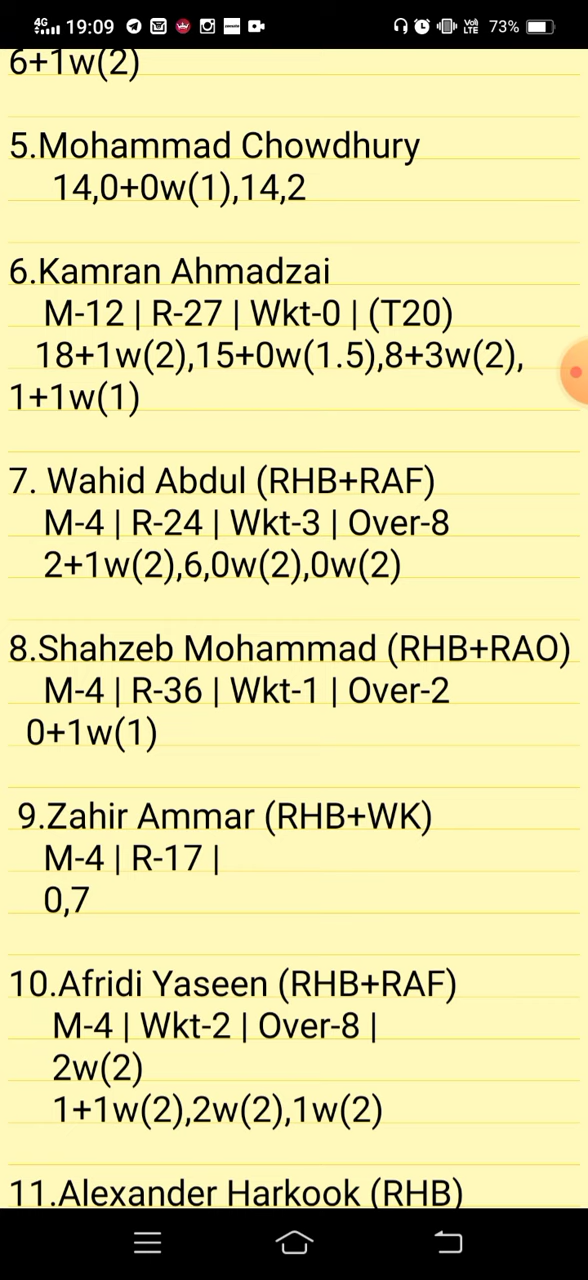 4G 19:09 Vol LTE 73%
6+1w(2)
5.Mohammad Chowdhury
14,0+0w(1),14,2
6.Kamran Ahmadzai
M-12 | R-27 | Wkt-0 | (T20)
18+1w(2),15+0w(1.5),8+3w(2),
1+1w(1)
7. Wahid Abdul (RHB+RAF)
M-4 | R-24 | Wkt-3 | Over-8
2+1w(2),6,0w(2),0w(2)
8.Shahzeb Mohammad (RHB+RAO)
M-4 | R-36 | Wkt-1 | Over-2
0+1w(1)
9.Zahir Ammar (RHB+WK)
M-4 | R-17 |
0,7
10.Afridi Yaseen (RHB+RAF)
M-4 | Wkt-2 | Over-8 |
2w(2)
1+1w(2),2w(2),1w(2)
11.Alexander Harkook (RHB)